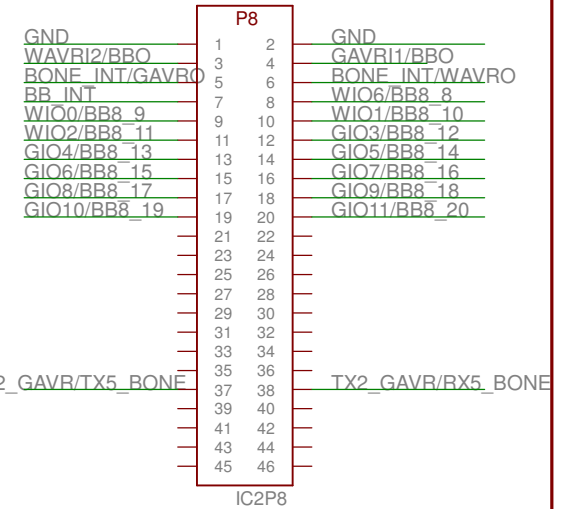 P8
GND 1 2 GND
WAVRI2/BBO 3 4 GAVRI1/BBO
BONE_INT/GAVRO 5 6 BONE_INT/WAVRO
BB_INT 7 8 WIO6/BB8_8
WIO0/BB8_9 9 10 WIO1/BB8_10
WIO2/BB8_11 11 12 GIO3/BB8_12
GIO4/BB8_13 13 14 GIO5/BB8_14
GIO6/BB8_15 15 16 GIO7/BB8_16
GIO8/BB8_17 17 18 GIO9/BB8_18
GIO10/BB8_19 19 20 GIO11/BB8_20
21 22
23 24
25 26
27 28
29 30
31 32
33 34
35 36
2_GAVR/TX5_BONE 37 38 TX2_GAVR/RX5_BONE
39 40
41 42
43 44
45 46
IC2P8